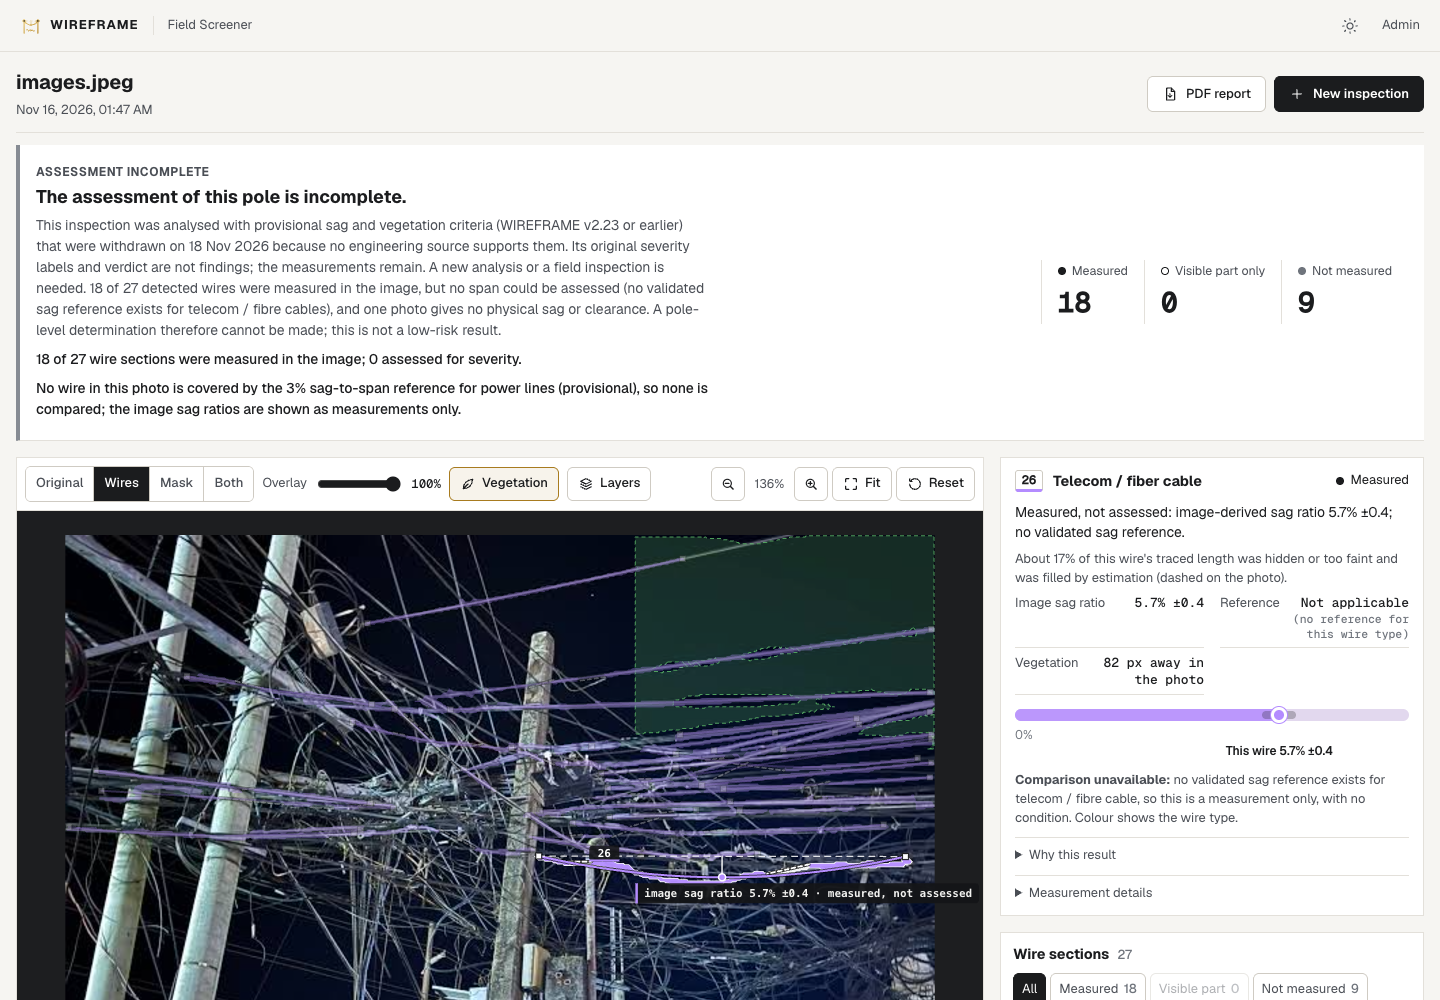 WIREFRAME
Field Screener
Admin
images.jpeg
Nov 16, 2026, 01:47 AM
PDF report
New inspection
ASSESSMENT INCOMPLETE
The assessment of this pole is incomplete.
This inspection was analysed with provisional sag and vegetation criteria (WIREFRAME v2.23 or earlier)
that were withdrawn on 18 Nov 2026 because no engineering source supports them. Its original severity
labels and verdict are not findings; the measurements remain. A new analysis or a field inspection is
needed. 18 of 27 detected wires were measured in the image, but no span could be assessed (no validated
sag reference exists for telecom / fibre cables), and one photo gives no physical sag or clearance. A pole-
level determination therefore cannot be made; this is not a low-risk result.
18 of 27 wire sections were measured in the image; 0 assessed for severity.
No wire in this photo is covered by the 3% sag-to-span reference for power lines (provisional), so none is
compared; the image sag ratios are shown as measurements only.
Measured
18
Visible part only
0
Not measured
9
Original
Wires
Mask
Both
Overlay
100%
Vegetation
Layers
136%
Fit
Reset
26
image sag ratio 5.7% ±0.4 · measured, not assessed
26
Telecom / fiber cable
Measured
Measured, not assessed: image-derived sag ratio 5.7% ±0.4;
no validated sag reference.
About 17% of this wire's traced length was hidden or too faint and
was filled by estimation (dashed on the photo).
Image sag ratio
5.7% ±0.4
Reference
Not applicable
(no reference for
this wire type)
Vegetation
82 px away in
the photo
0%
This wire 5.7% ±0.4
Comparison unavailable: no validated sag reference exists for
telecom / fibre cable, so this is a measurement only, with no
condition. Colour shows the wire type.
Why this result
Measurement details
Wire sections 27
All
Measured 18
Visible part 0
Not measured 9